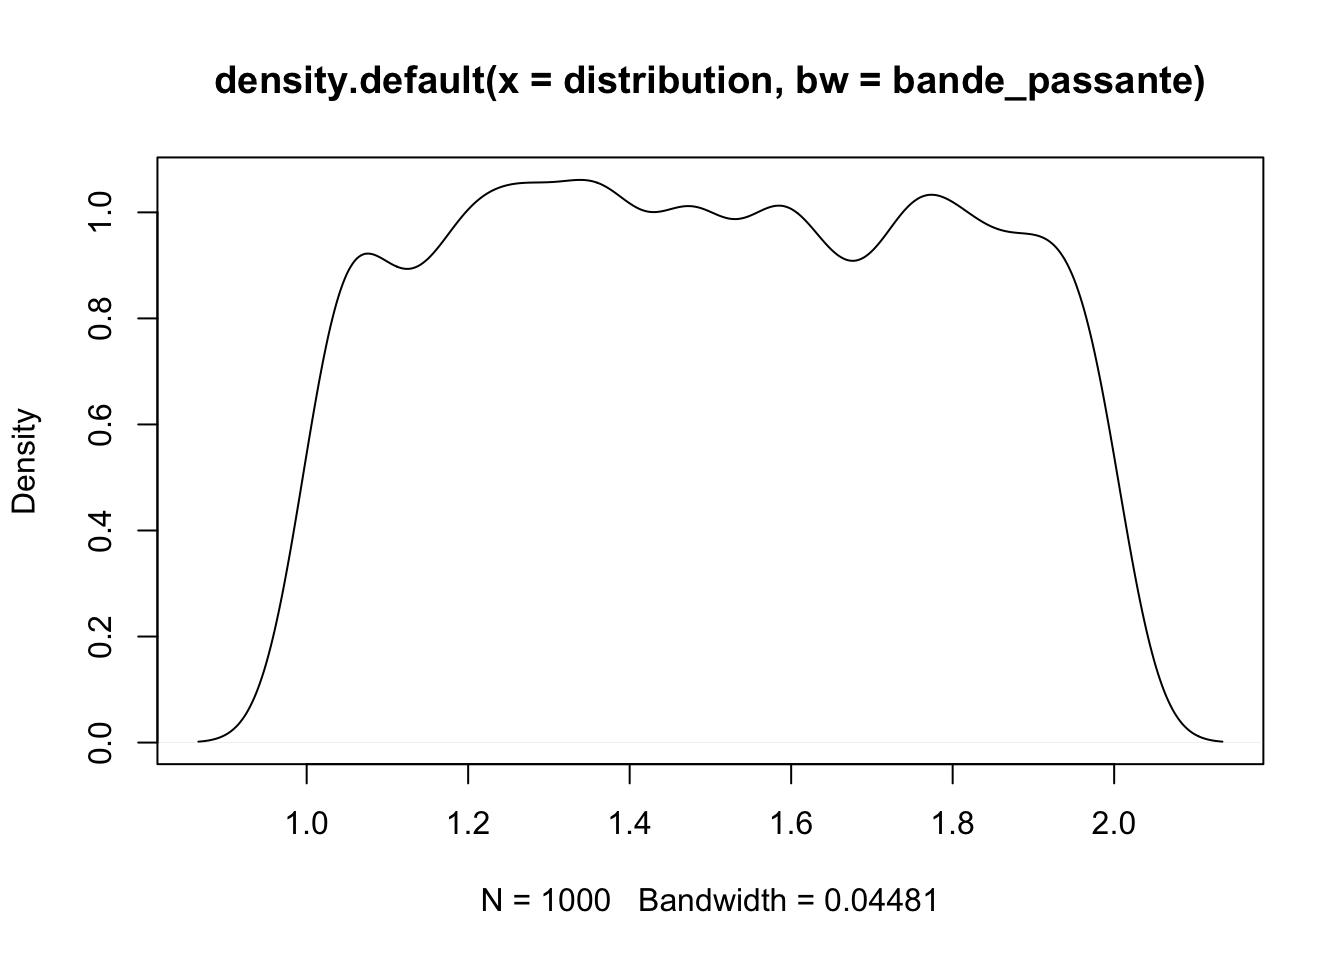 density.default(x = distribution, bw = bande_passante)
Density
1.0
0.8
0.6
0.4
0.2
0.0
1.0 1.2 1.4 1.6 1.8 2.0
N = 1000 Bandwidth = 0.04481